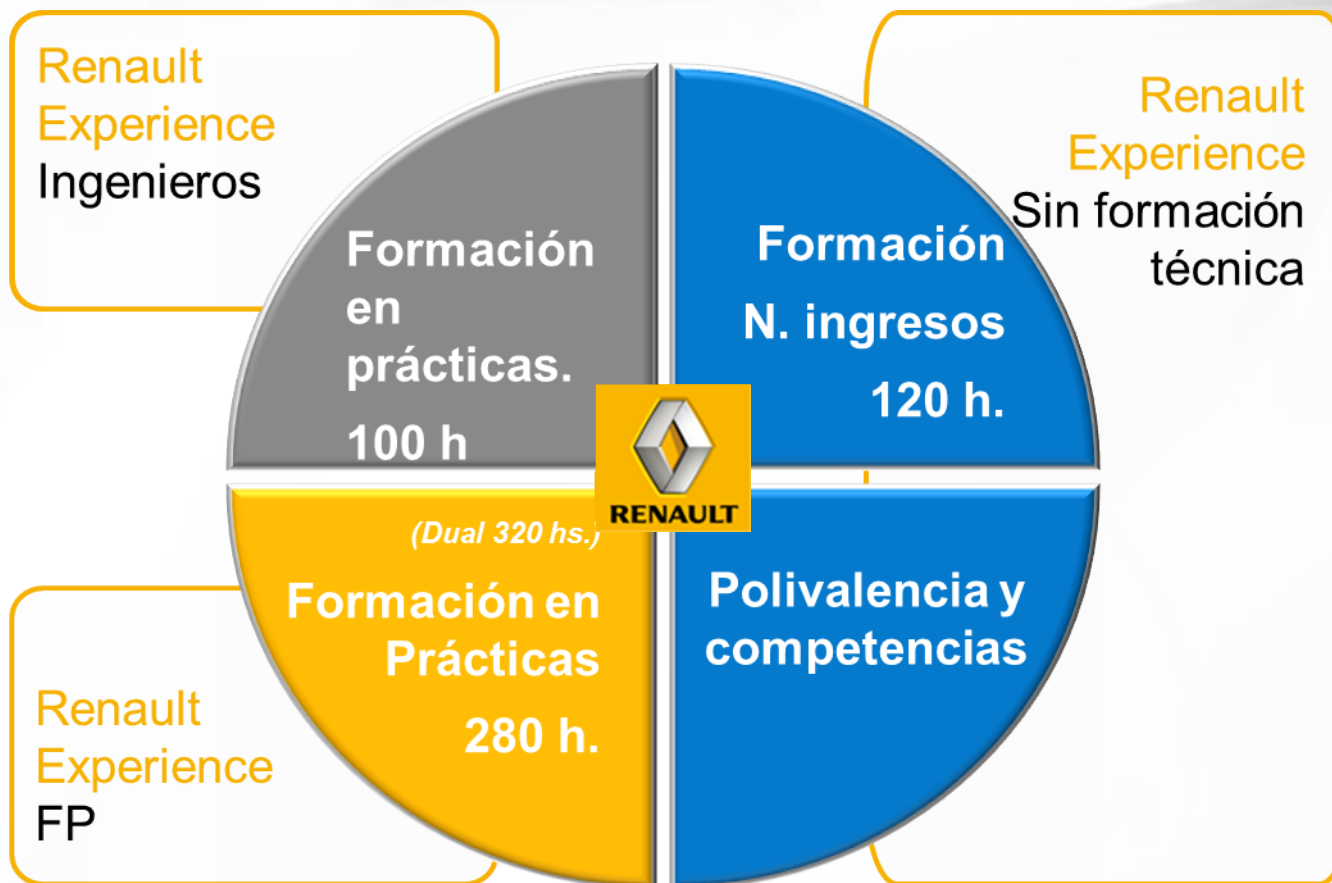 Renault
Experience
Ingenieros
Formación
en
prácticas.
100 h
Formación
N. ingresos
120 h.
Renault
Experience
Sin formación
técnica
RENAULT
(Dual 320 hs.)
Formación en
Prácticas
280 h.
Polivalencia y
competencias
Renault
Experience
FP